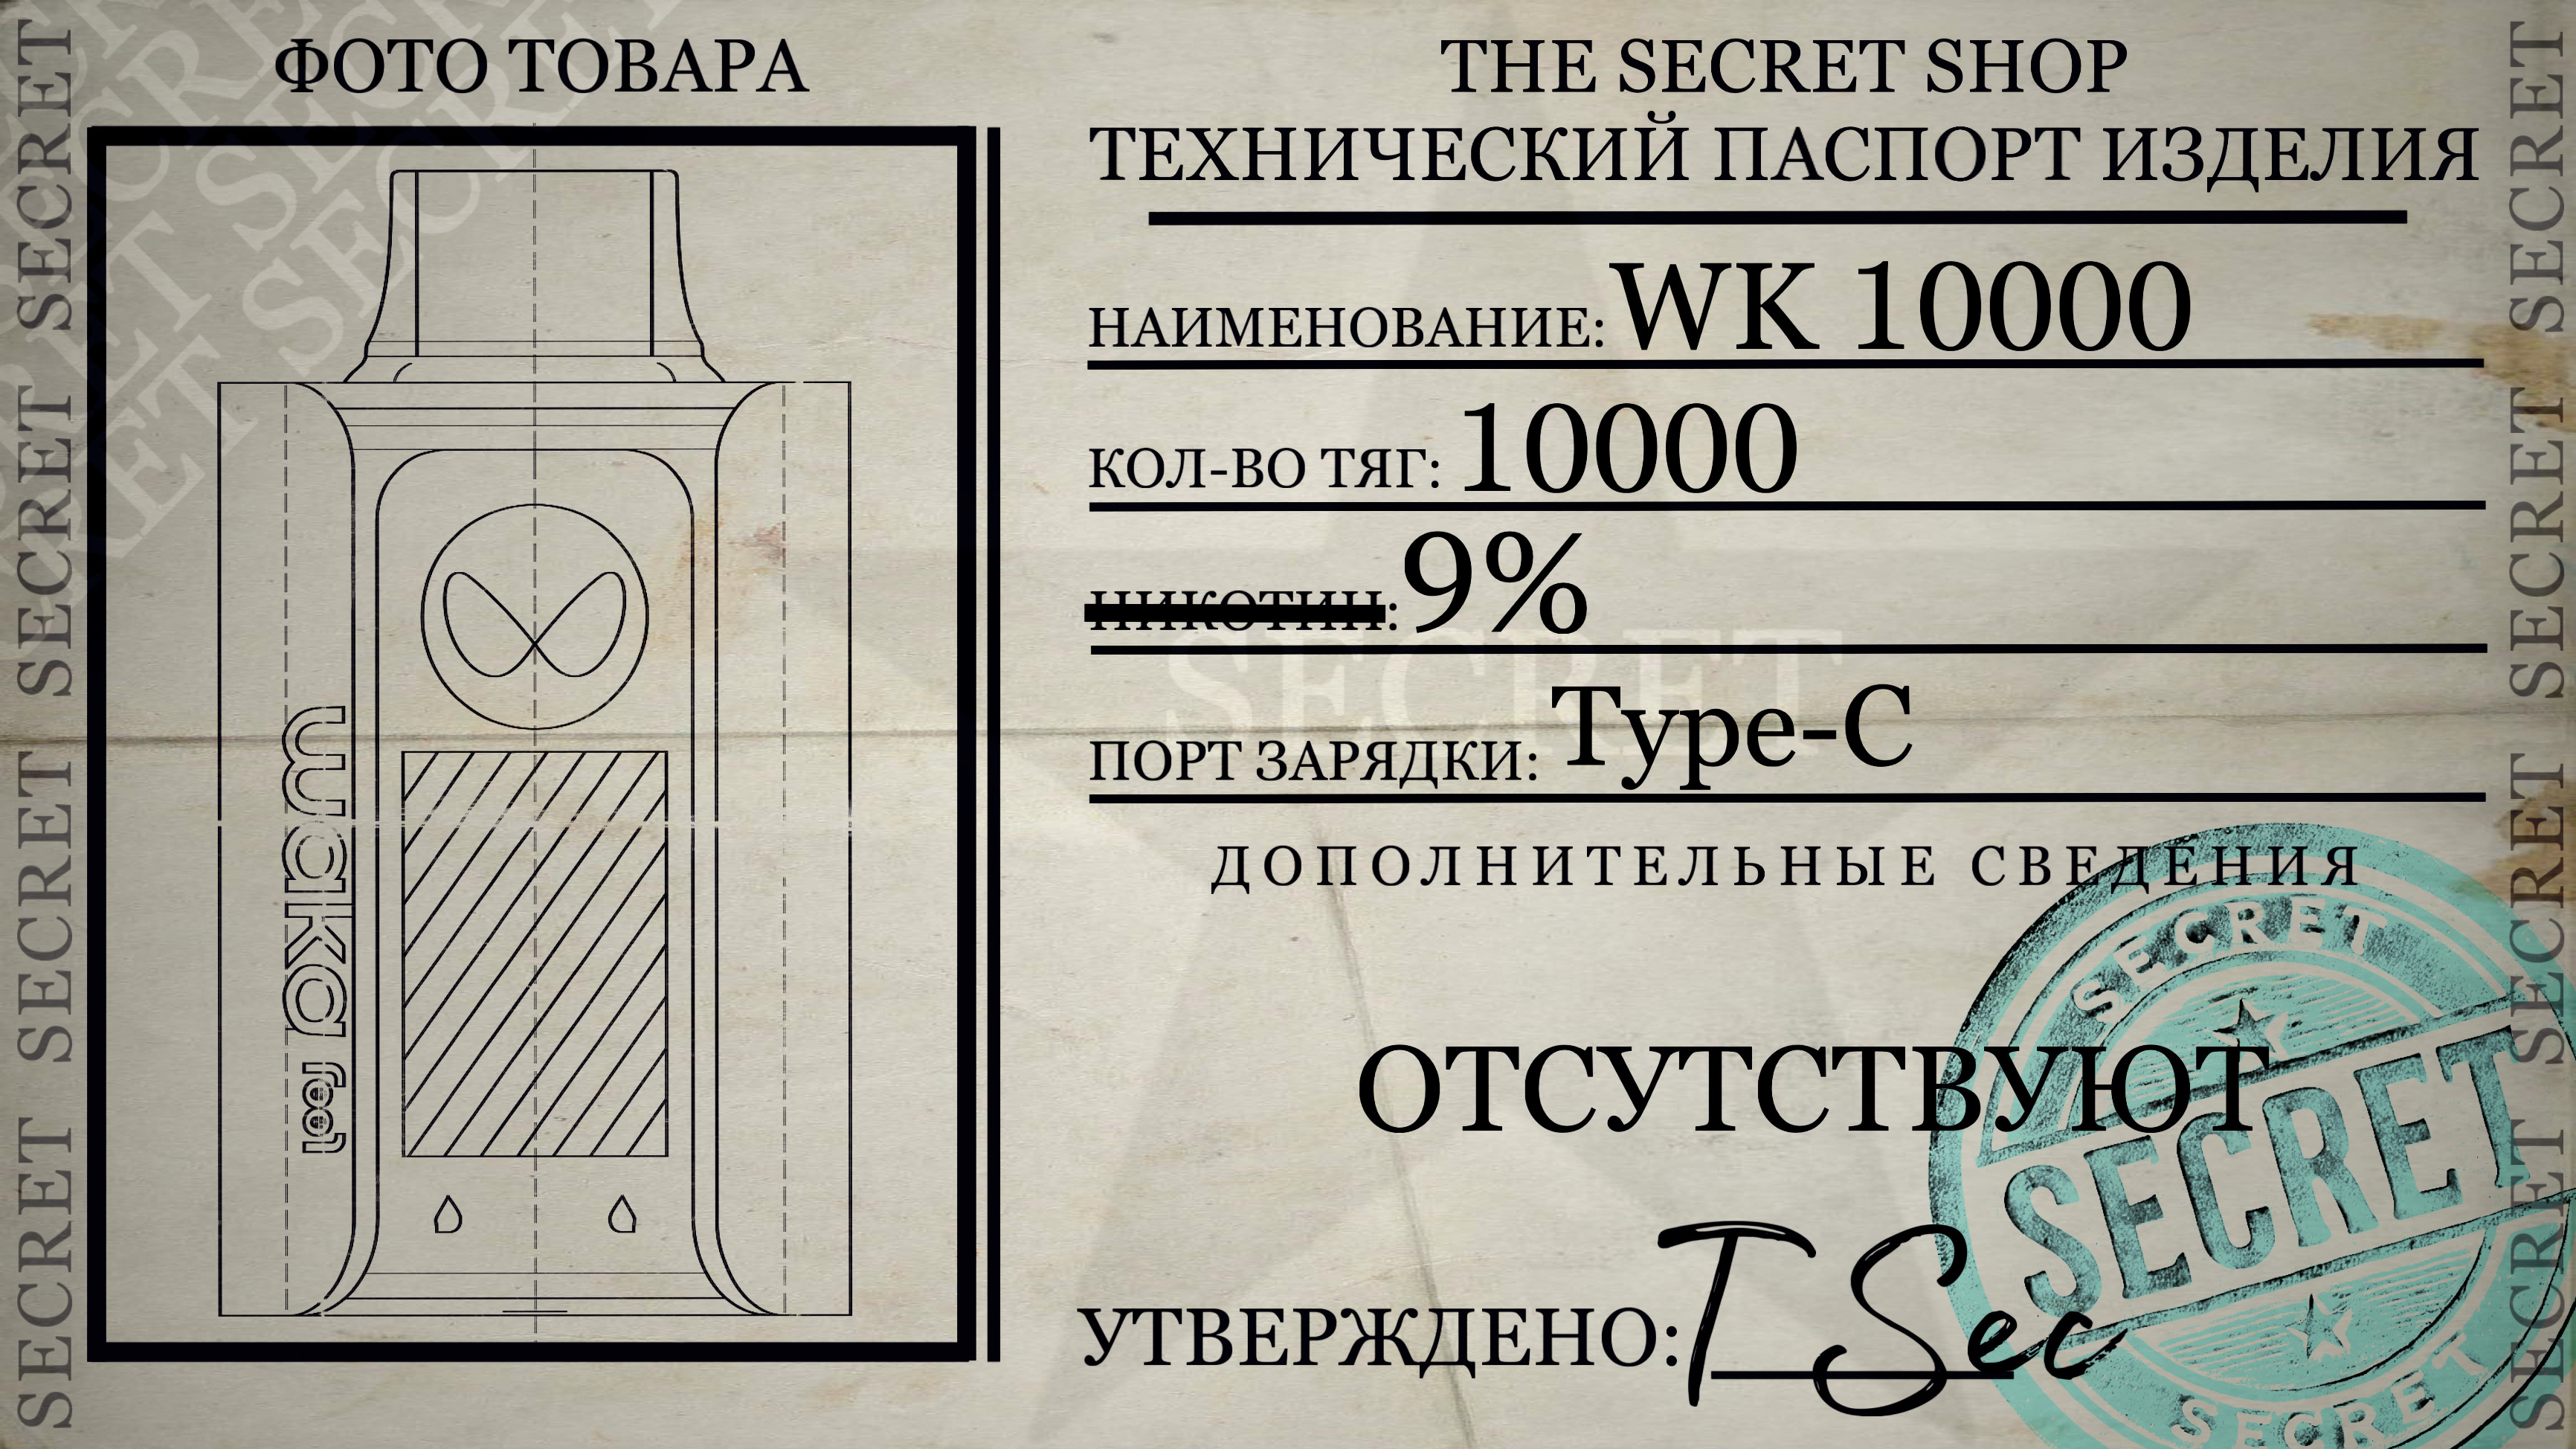 ФОТО ТОВАРА
waka real
THE SECRET SHOP
ТЕХНИЧЕСКИЙ ПАСПОРТ ИЗДЕЛИЯ
НАИМЕНОВАНИЕ: WK 10000
КОЛ-ВО ТЯГ: 10000
НИКОТИН: 9%
SECRET
ПОРТ ЗАРЯДКИ: Type-C
ДОПОЛНИТЕЛЬНЫЕ СВЕДЕНИЯ
ОТСУТСТВУЮТ
УТВЕРЖДЕНО: T Sec
SECRET
SECRET
SECRET
SECRET SECRET SECRET SECRET
SECRET SECRET SECRET SECRET